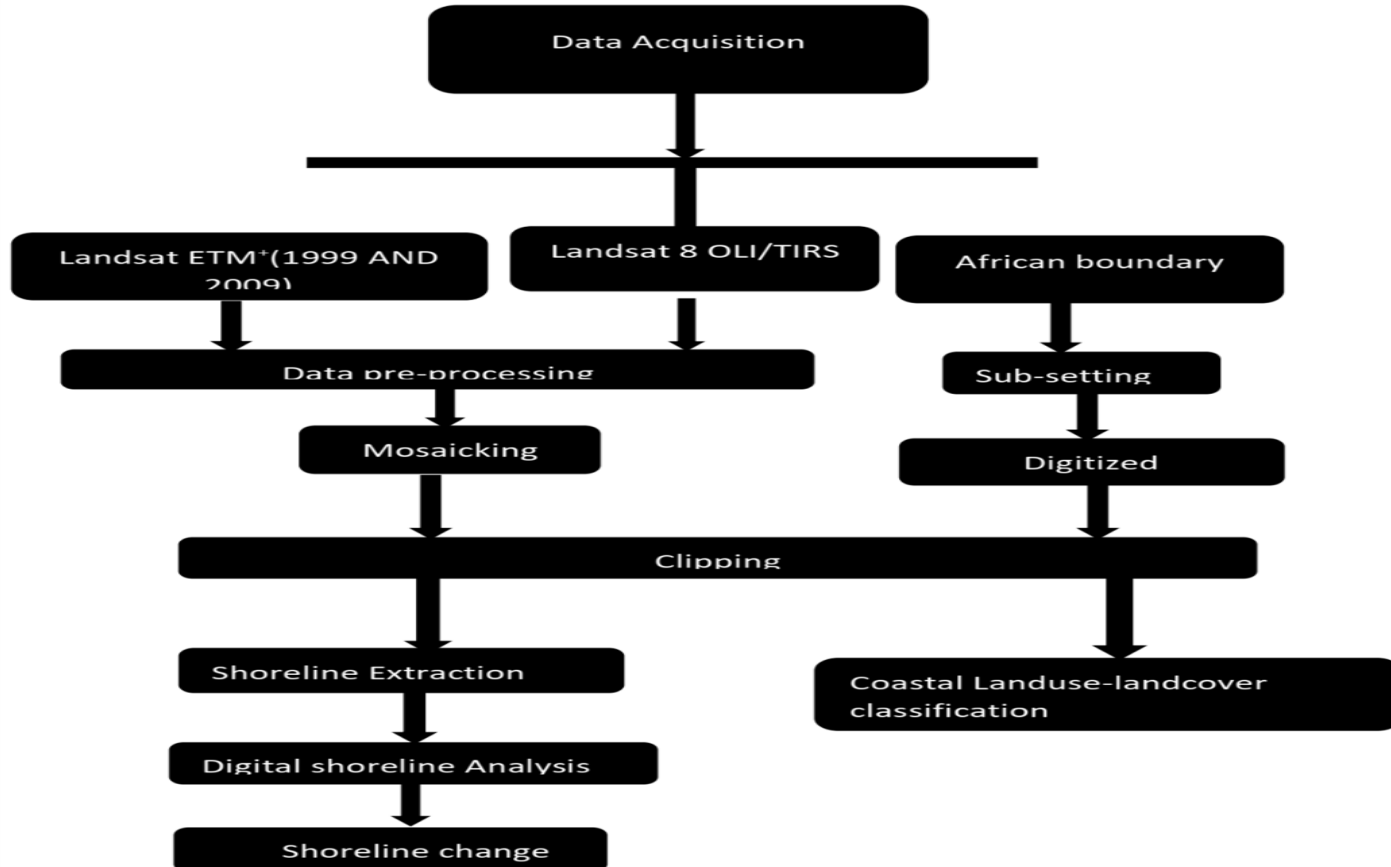 Data Acquisition
Landsat ETM⁺(1999 AND
2009)
Landsat 8 OLI/TIRS
African boundary
Data pre-processing
Sub-setting
Mosaicking
Digitized
Clipping
Shoreline Extraction
Coastal Landuse-landcover
classification
Digital shoreline Analysis
Shoreline change